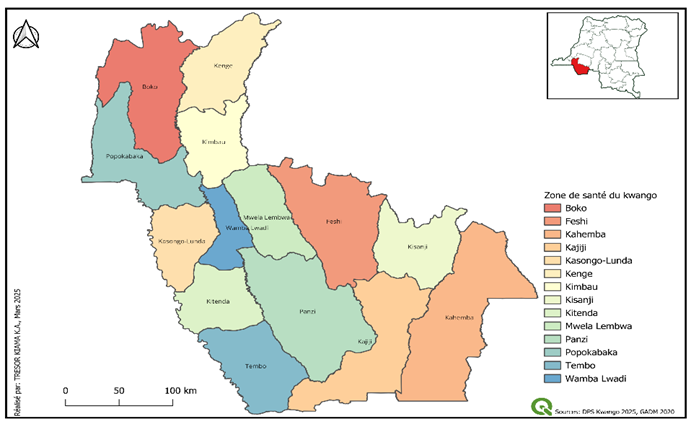 Kenge
Boko
Kimbau
Popokabaka
Mwela Lembwa
Feshi
Wamba Lwadi
Kosongo-Lunda
Kisanji
Kitenda
Panzi
Kahemba
Kajiji
Tembo
Zone de santé du kwango
Boko
Feshi
Kahemba
Kajiji
Kasongo-Lunda
Kenge
Kimbau
Kisanji
Kitenda
Mwela Lembwa
Panzi
Popokabaka
Tembo
Wamba Lwadi
0 50 100 km
Réalisé par: TRESOR KIAMA K.A., Mars 2025
Sources: DPS Kwango 2025, GADM 2020